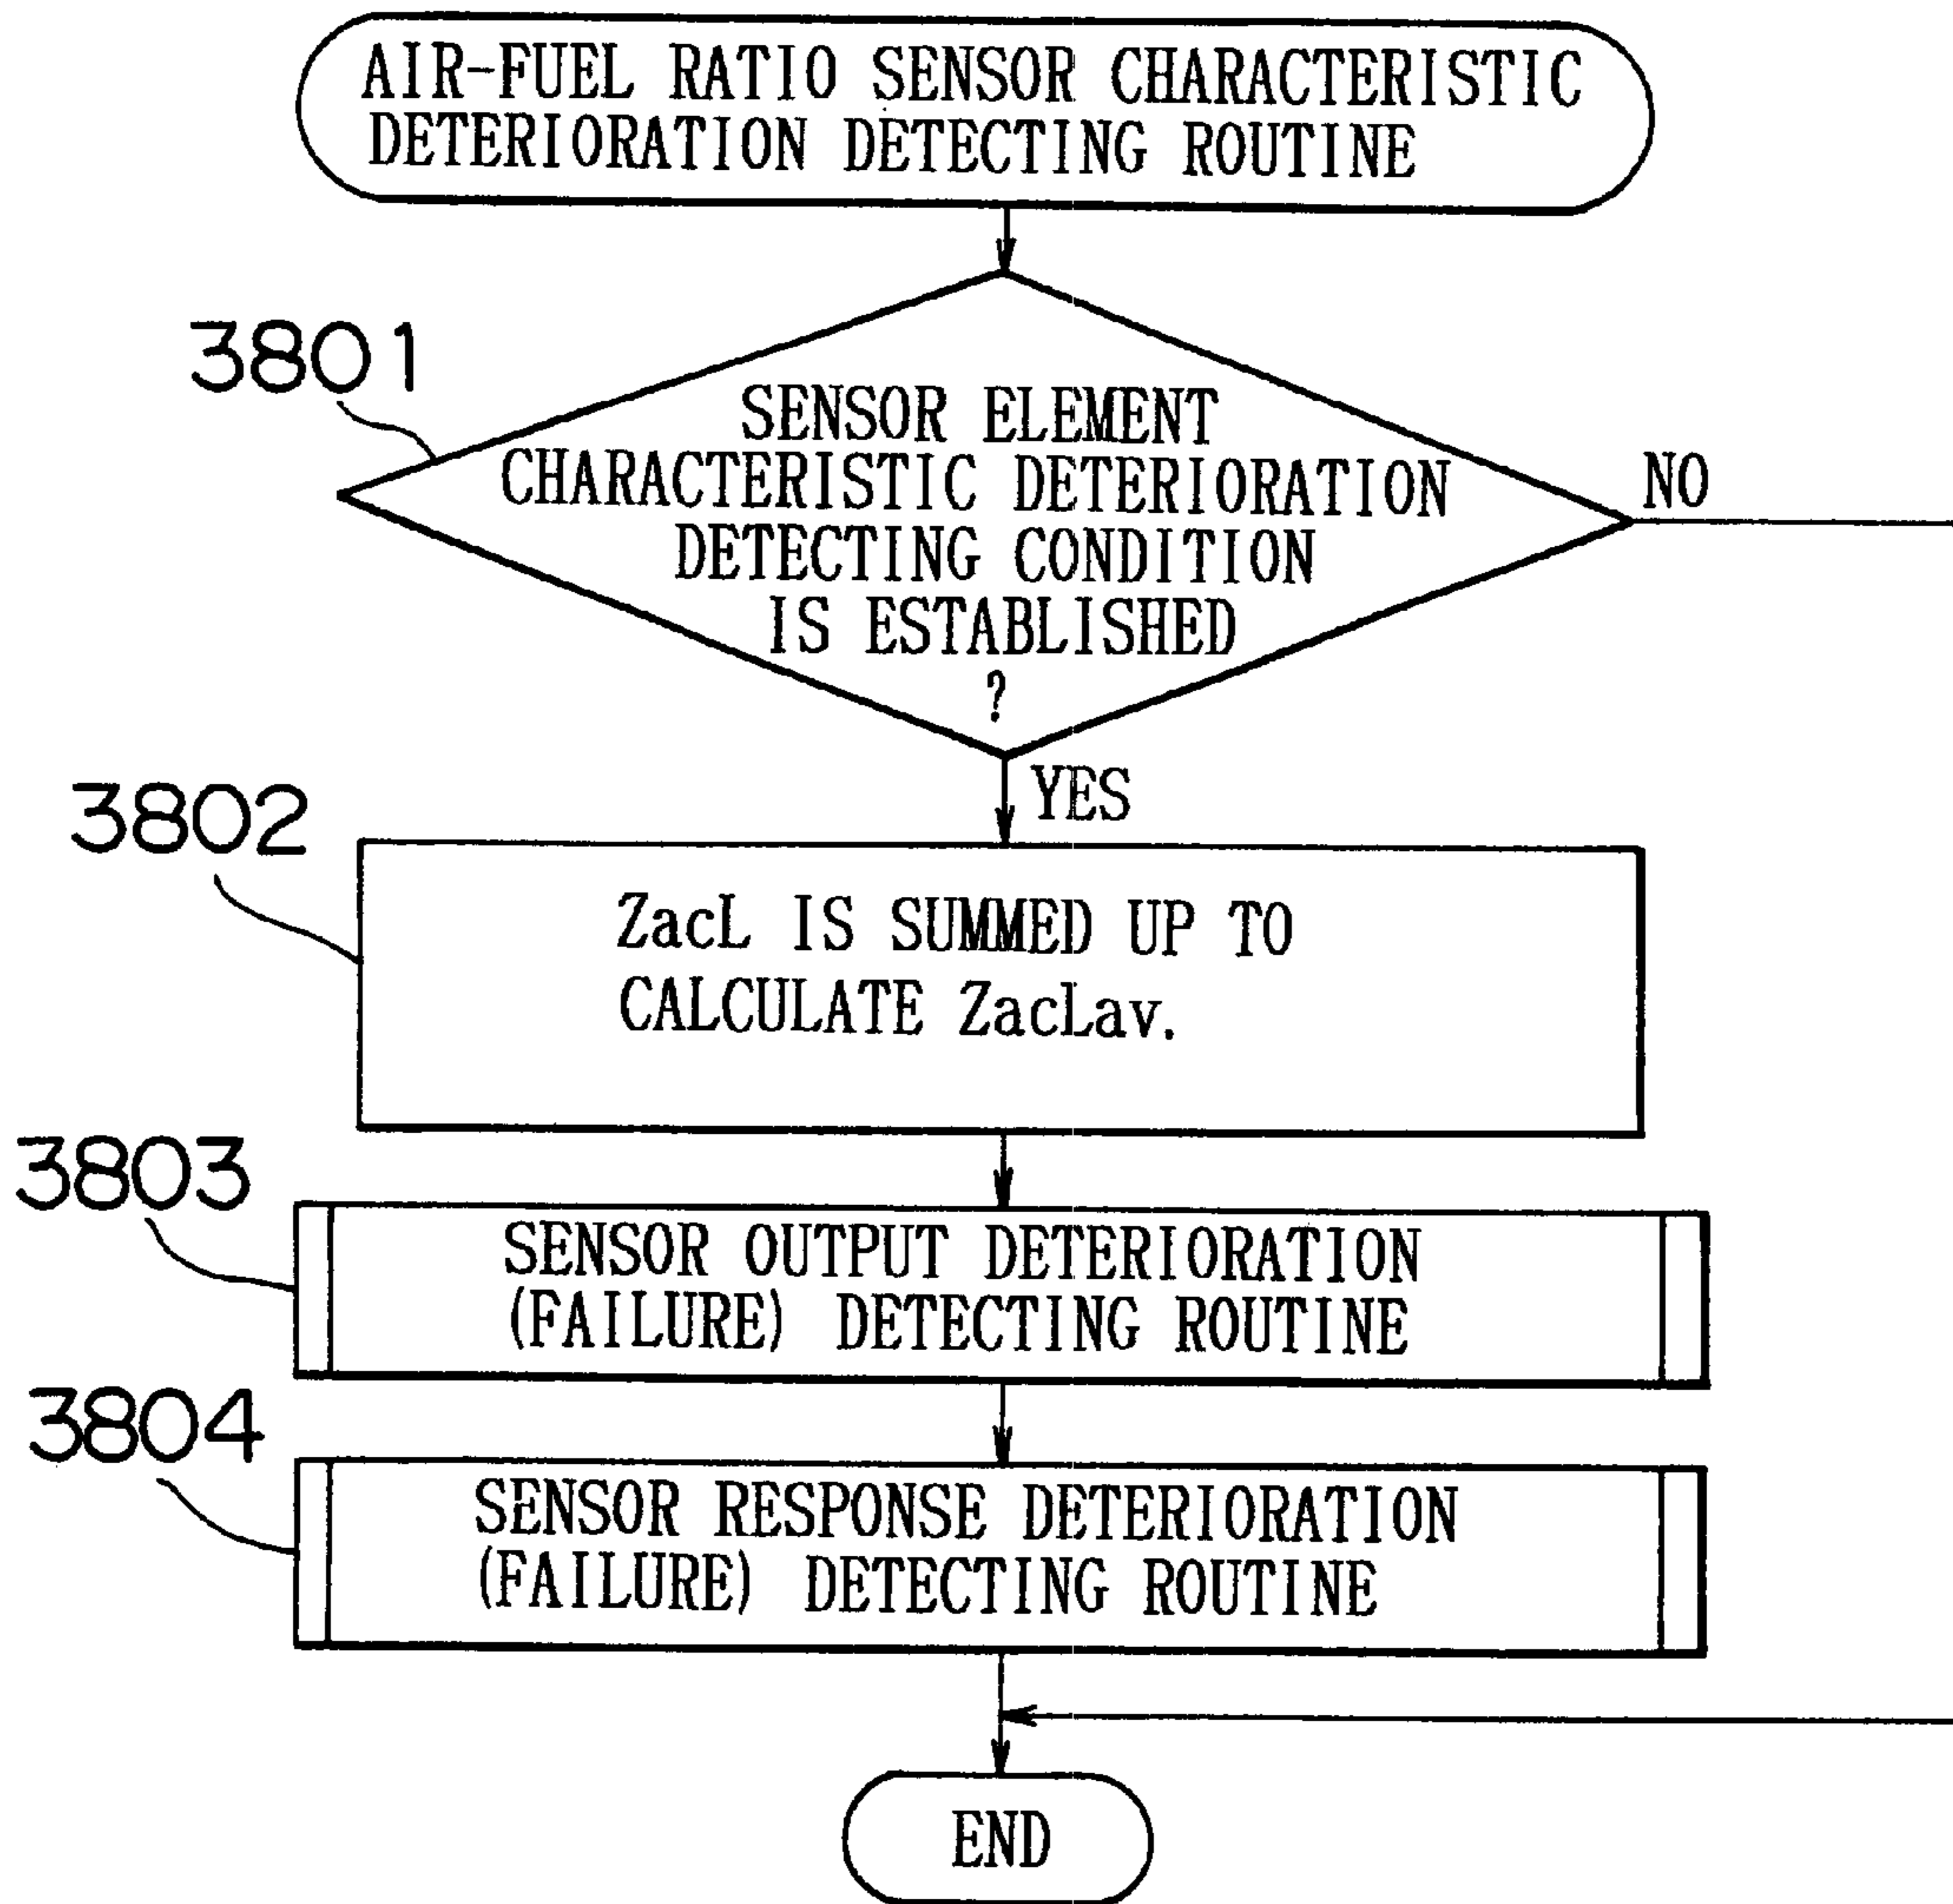 AIR-FUEL RATIO SENSOR CHARACTERISTIC
DETERIORATION DETECTING ROUTINE
3801
SENSOR ELEMENT
CHARACTERISTIC DETERIORATION
DETECTING CONDITION
IS ESTABLISHED
?
NO
YES
3802
ZacL IS SUMMED UP TO
CALCULATE ZacLav.
3803
SENSOR OUTPUT DETERIORATION
(FAILURE) DETECTING ROUTINE
3804
SENSOR RESPONSE DETERIORATION
(FAILURE) DETECTING ROUTINE
END